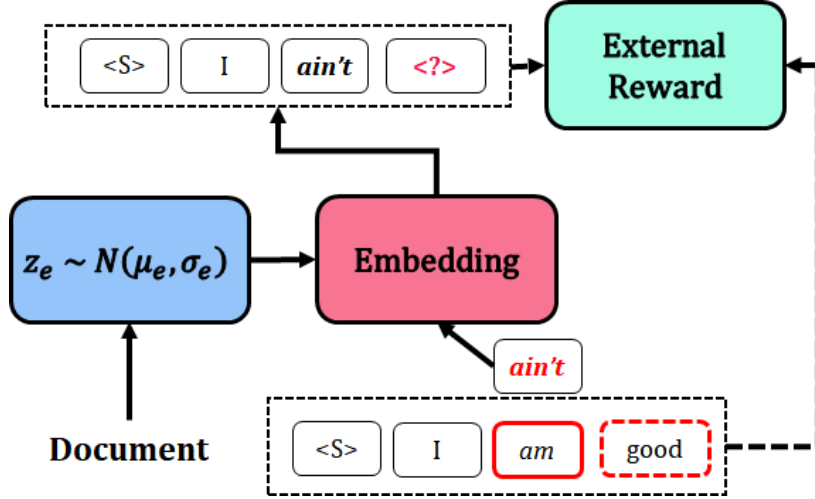 <S> I ain't <?>
External
Reward
z_e ~ N(μ_e, σ_e)
Embedding
ain't
Document
<S> I am good